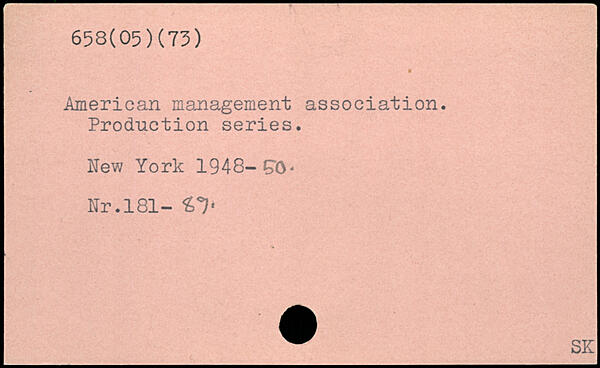 658(05)(73)
American management association.
Production series.
New York 1948-50.
Nr.181-89.
SK